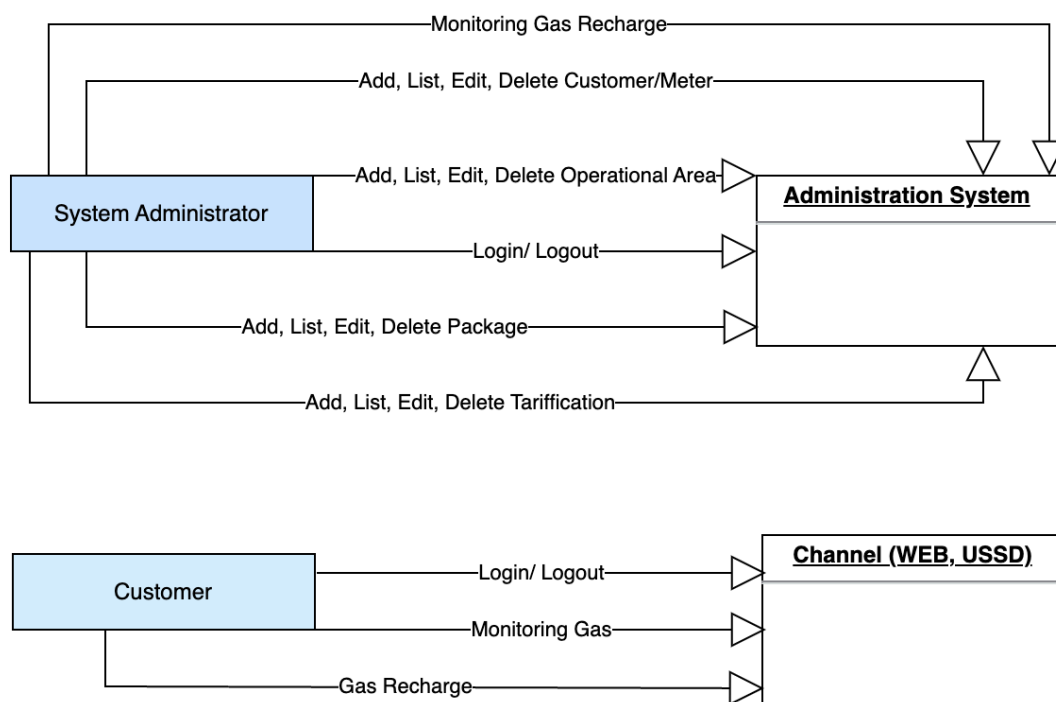 Monitoring Gas Recharge
Add, List, Edit, Delete Customer/Meter
Add, List, Edit, Delete Operational Area
System Administrator
Administration System
Login/ Logout
Add, List, Edit, Delete Package
Add, List, Edit, Delete Tariffication
Channel (WEB, USSD)
Login/ Logout
Customer
Monitoring Gas
Gas Recharge